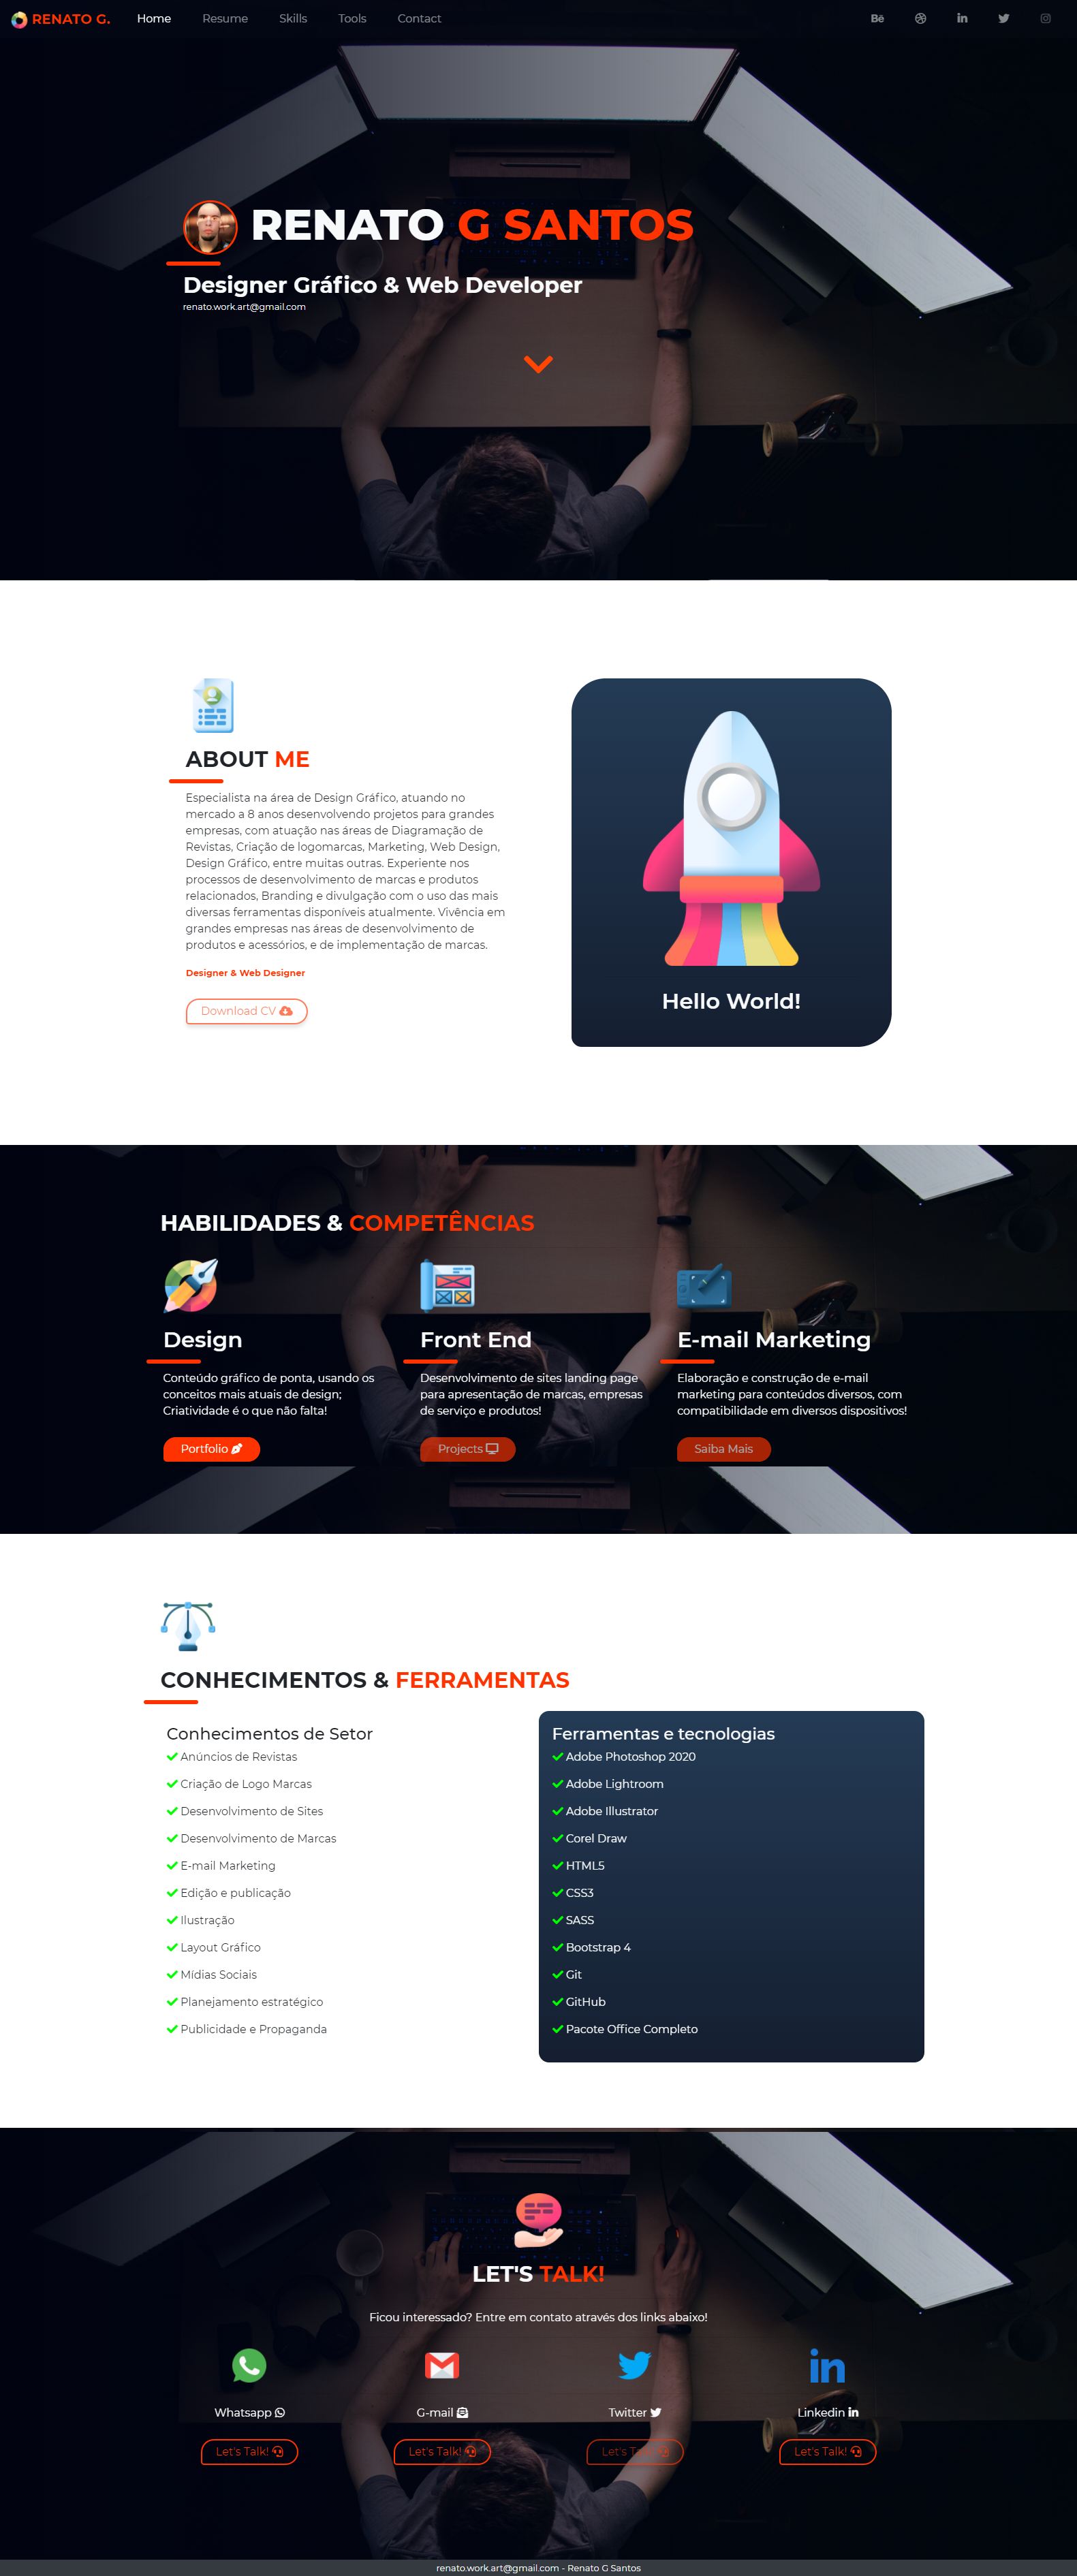 RENATO G.
Home
Resume
Skills
Tools
Contact
Bē
RENATO G SANTOS
Designer Gráfico & Web Developer
renato.work.art@gmail.com
ABOUT ME
Especialista na área de Design Gráfico, atuando no
mercado a 8 anos desenvolvendo projetos para grandes
empresas, com atuação nas áreas de Diagramação de
Revistas, Criação de logomarcas, Marketing, Web Design,
Design Gráfico, entre muitas outras. Experiente nos
processos de desenvolvimento de marcas e produtos
relacionados, Branding e divulgação com o uso das mais
diversas ferramentas disponíveis atualmente. Vivência em
grandes empresas nas áreas de desenvolvimento de
produtos e acessórios, e de implementação de marcas.
Designer & Web Designer
Download CV
Hello World!
HABILIDADES & COMPETÊNCIAS
Design
Conteúdo gráfico de ponta, usando os
conceitos mais atuais de design;
Criatividade é o que não falta!
Portfolio
Front End
Desenvolvimento de sites landing page
para apresentação de marcas, empresas
de serviço e produtos!
Projects
E-mail Marketing
Elaboração e construção de e-mail
marketing para conteúdos diversos, com
compatibilidade em diversos dispositivos!
Saiba Mais
CONHECIMENTOS & FERRAMENTAS
Conhecimentos de Setor
Anúncios de Revistas
Criação de Logo Marcas
Desenvolvimento de Sites
Desenvolvimento de Marcas
E-mail Marketing
Edição e publicação
Ilustração
Layout Gráfico
Mídias Sociais
Planejamento estratégico
Publicidade e Propaganda
Ferramentas e tecnologias
Adobe Photoshop 2020
Adobe Lightroom
Adobe Illustrator
Corel Draw
HTML5
CSS3
SASS
Bootstrap 4
Git
GitHub
Pacote Office Completo
LET'S TALK!
Ficou interessado? Entre em contato através dos links abaixo!
Whatsapp
Let's Talk!
G-mail
Let's Talk!
Twitter
Let's Talk!
Linkedin
Let's Talk!
renato.work.art@gmail.com - Renato G Santos